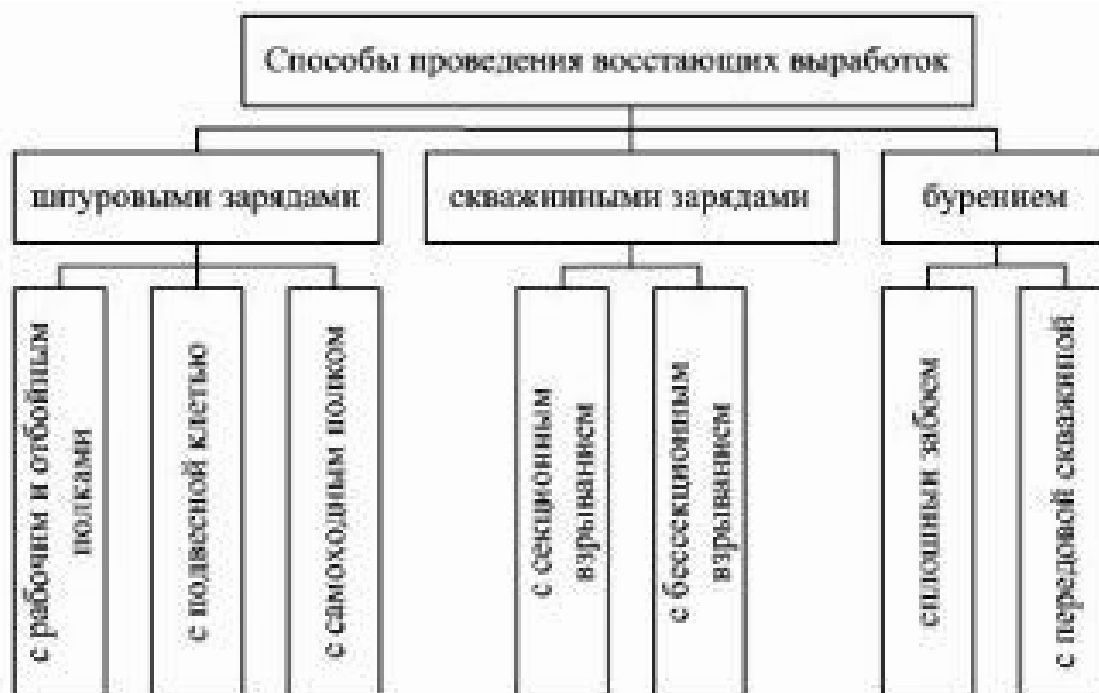 Способы проведения восстающих выработок
шпуровыми зарядами
скважинными зарядами
бурением
с рабочим и отбойным
полками
с подвесной клетью
с самоходным полком
с секционным
взрыванием
с бессекционным
взрыванием
сплошным забоем
с передовой скважиной